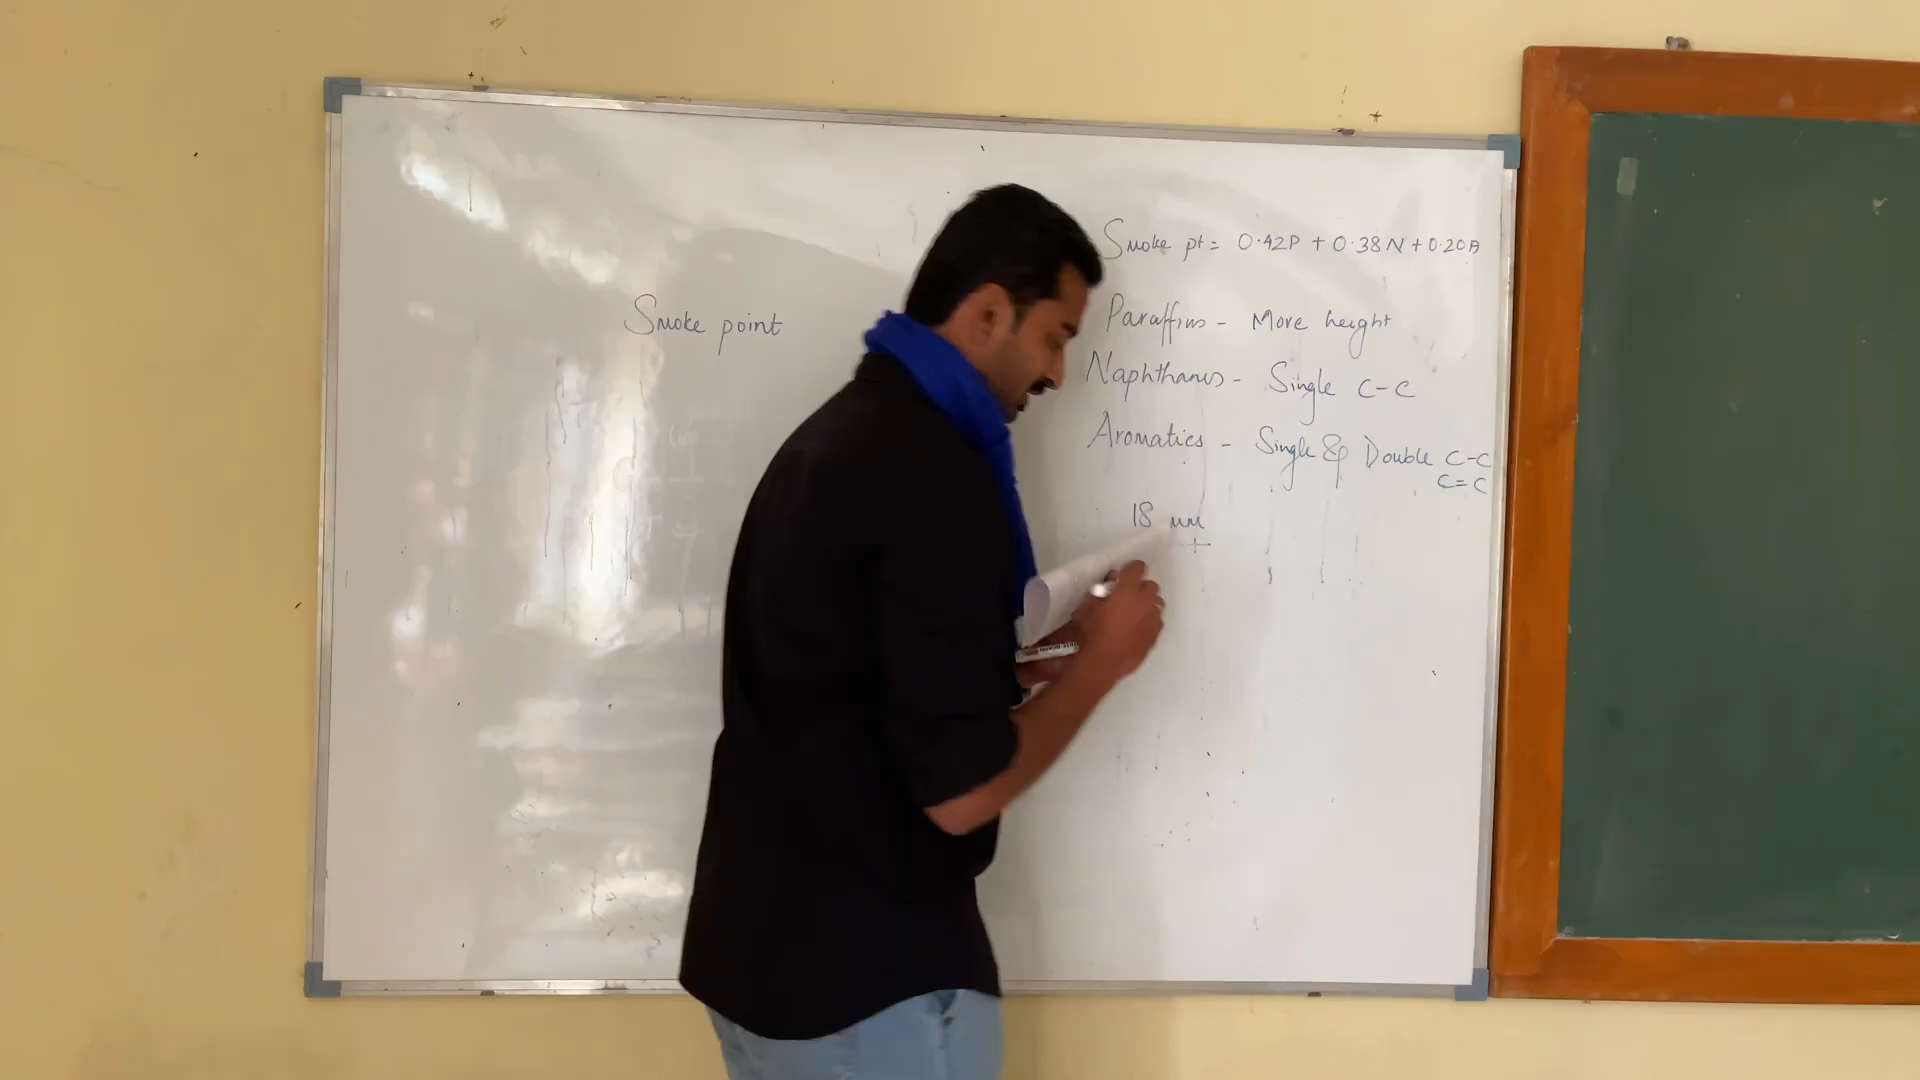 Smoke point
Smoke pt = 0.42P + 0.38N + 0.20A
Paraffins - More height
Naphthanes - Single C-C
Aromatics - Single & Double C-C
C=C
18 mm